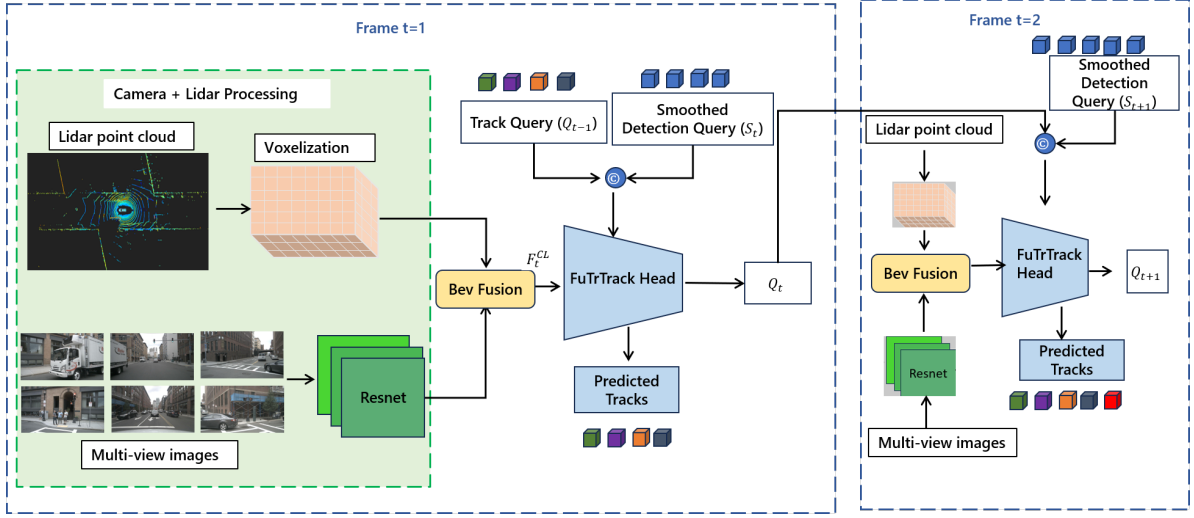 Frame t=1
Camera + Lidar Processing
Lidar point cloud
Voxelization
Multi-view images
Resnet
Bev Fusion
Track Query (Q_{t−1})
Smoothed
Detection Query (S_t)
©
F_t^{CL}
FuTrTrack Head
Q_t
Predicted
Tracks
Frame t=2
Smoothed
Detection
Query (S_{t+1})
©
Lidar point cloud
Bev Fusion
Resnet
Multi-view images
FuTrTrack
Head
Q_{t+1}
Predicted
Tracks